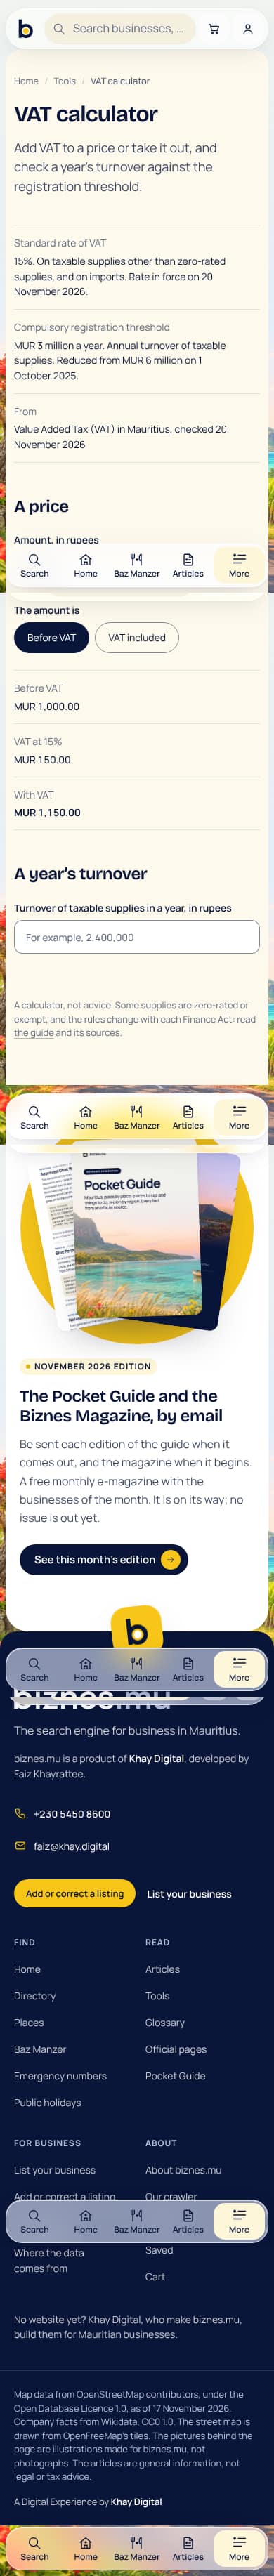 b
Search businesses, ...
Home / Tools / VAT calculator
VAT calculator
Add VAT to a price or take it out, and
check a year's turnover against the
registration threshold.
Standard rate of VAT
15%. On taxable supplies other than zero-rated
supplies, and on imports. Rate in force on 20
November 2026.
Compulsory registration threshold
MUR 3 million a year. Annual turnover of taxable
supplies. Reduced from MUR 6 million on 1
October 2025.
From
Value Added Tax (VAT) in Mauritius, checked 20
November 2026
A price
Amount, in rupees
Search Home Baz Manzer Articles More
The amount is
Before VAT VAT included
Before VAT
MUR 1,000.00
VAT at 15%
MUR 150.00
With VAT
MUR 1,150.00
A year's turnover
Turnover of taxable supplies in a year, in rupees
For example, 2,400,000
A calculator, not advice. Some supplies are zero-rated or
exempt, and the rules change with each Finance Act: read
the guide and its sources.
Search Home Baz Manzer Articles More
Pocket Guide
NOVEMBER 2026 EDITION
The Pocket Guide and the
Biznes Magazine, by email
Be sent each edition of the guide when it
comes out, and the magazine when it begins.
A free monthly e-magazine with the
businesses of the month. It is on its way; no
issue is out yet.
See this month's edition
b
Search Home Baz Manzer Articles More
biznes.mu
The search engine for business in Mauritius.
biznes.mu is a product of Khay Digital, developed by
Faiz Khayrattee.
+230 5450 8600
faiz@khay.digital
Add or correct a listing List your business
FIND READ
Home Articles
Directory Tools
Places Glossary
Baz Manzer Official pages
Emergency numbers Pocket Guide
Public holidays
FOR BUSINESS ABOUT
List your business About biznes.mu
Add or correct a listing Our crawler
Search Home Baz Manzer Articles More
Where the data
comes from
Saved
Cart
No website yet? Khay Digital, who make biznes.mu,
build them for Mauritian businesses.
Map data from OpenStreetMap contributors, under the
Open Database Licence 1.0, as of 17 November 2026.
Company facts from Wikidata, CC0 1.0. The street map is
drawn from OpenFreeMap's tiles. The pictures behind the
page are illustrations made for biznes.mu, not
photographs. The articles are general information, not
legal or tax advice.
A Digital Experience by Khay Digital
Search Home Baz Manzer Articles More